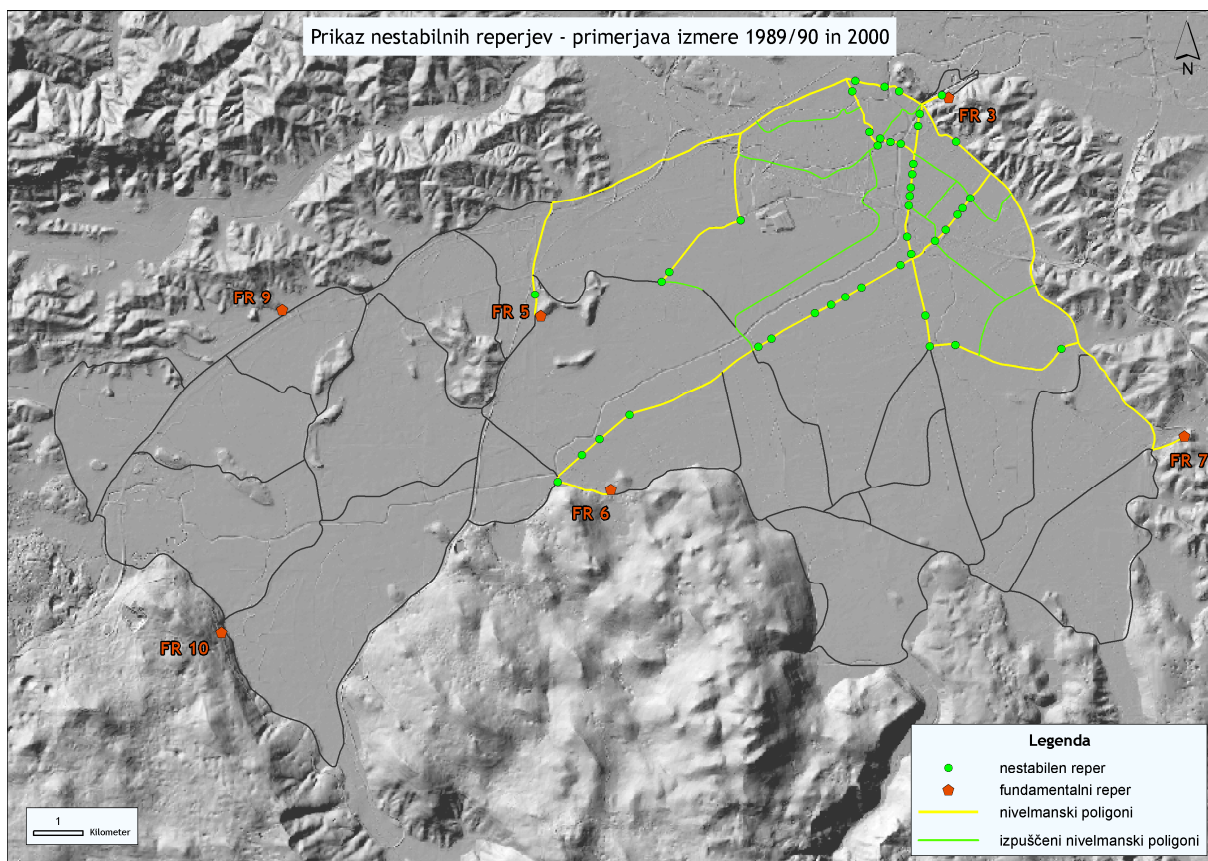 Prikaz nestabilnih reperjev - primerjava izmere 1989/90 in 2000
N
FR 3
FR 9
FR 5
FR 7
FR 6
FR 10
Legenda
nestabilen reper
fundamentalni reper
nivelmanski poligoni
izpuščeni nivelmanski poligoni
1
Kilometer